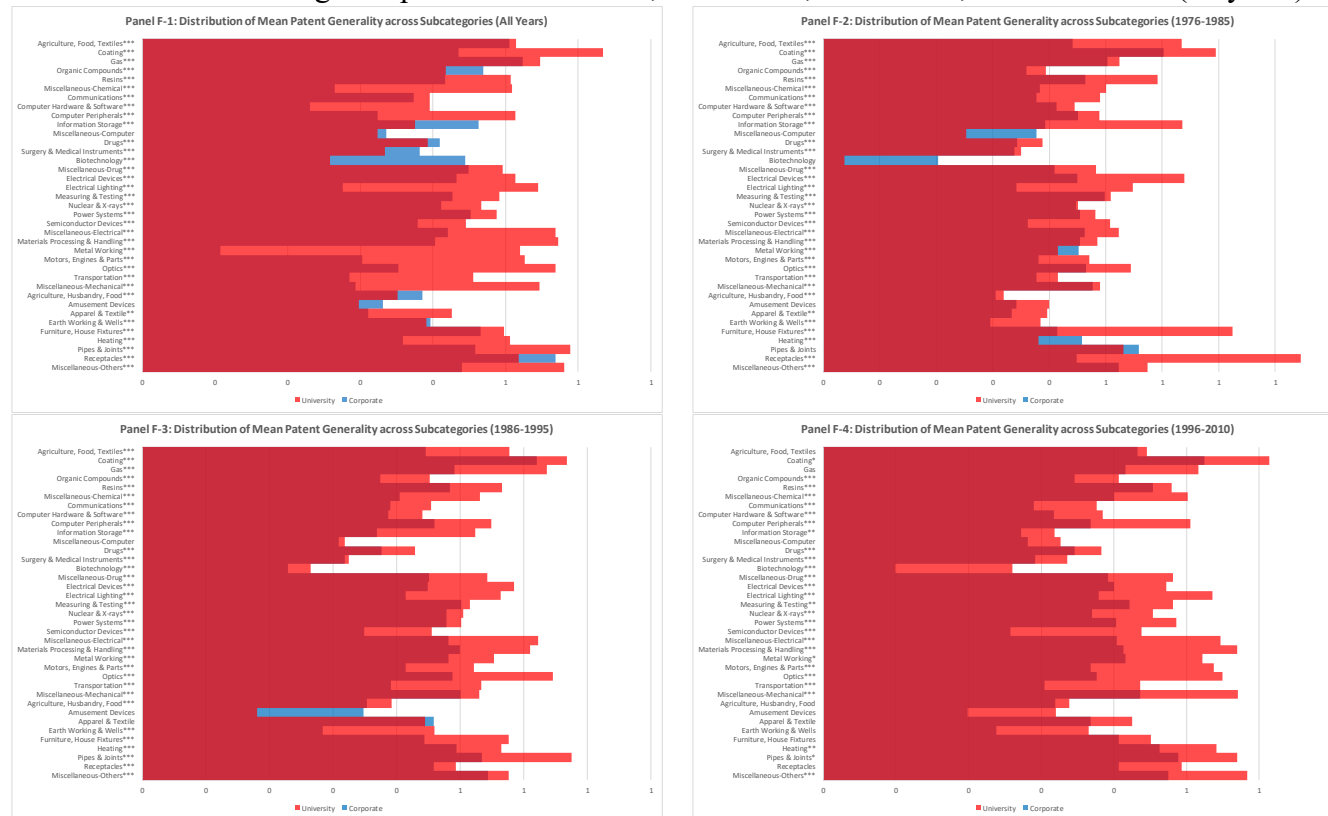 Panel F-1: Distribution of Mean Patent Generality across Subcategories (All Years)
Agriculture, Food, Textiles***
Coating***
Gas***
Organic Compounds***
Resins***
Miscellaneous-Chemical***
Communications***
Computer Hardware & Software***
Computer Peripherals***
Information Storage***
Miscellaneous-Computer
Drugs***
Surgery & Medical Instruments***
Biotechnology***
Miscellaneous-Drug***
Electrical Devices***
Electrical Lighting***
Measuring & Testing***
Nuclear & X-rays***
Power Systems***
Semiconductor Devices***
Miscellaneous-Electrical***
Materials Processing & Handling***
Metal Working***
Motors, Engines & Parts***
Optics***
Transportation***
Miscellaneous-Mechanical***
Agriculture, Husbandry, Food***
Amusement Devices
Apparel & Textile**
Earth Working & Wells***
Furniture, House Fixtures***
Heating***
Pipes & Joints***
Receptacles***
Miscellaneous-Others***
0 0 0 0 0 1 1 1
University Corporate
Panel F-2: Distribution of Mean Patent Generality across Subcategories (1976-1985)
Agriculture, Food, Textiles***
Coating***
Gas***
Organic Compounds***
Resins***
Miscellaneous-Chemical***
Communications***
Computer Hardware & Software***
Computer Peripherals***
Information Storage***
Miscellaneous-Computer
Drugs***
Surgery & Medical Instruments***
Biotechnology
Miscellaneous-Drug***
Electrical Devices***
Electrical Lighting***
Measuring & Testing***
Nuclear & X-rays***
Power Systems***
Semiconductor Devices***
Miscellaneous-Electrical***
Materials Processing & Handling***
Metal Working***
Motors, Engines & Parts***
Optics***
Transportation***
Miscellaneous-Mechanical***
Agriculture, Husbandry, Food***
Amusement Devices
Apparel & Textile**
Earth Working & Wells***
Furniture, House Fixtures***
Heating***
Pipes & Joints
Receptacles***
Miscellaneous-Others***
0 0 0 0 0 1 1 1 1
University Corporate
Panel F-3: Distribution of Mean Patent Generality across Subcategories (1986-1995)
Agriculture, Food, Textiles***
Coating***
Gas***
Organic Compounds***
Resins***
Miscellaneous-Chemical***
Communications***
Computer Hardware & Software***
Computer Peripherals***
Information Storage***
Miscellaneous-Computer
Drugs***
Surgery & Medical Instruments***
Biotechnology***
Miscellaneous-Drug***
Electrical Devices***
Electrical Lighting***
Measuring & Testing***
Nuclear & X-rays***
Power Systems***
Semiconductor Devices***
Miscellaneous-Electrical***
Materials Processing & Handling***
Metal Working***
Motors, Engines & Parts***
Optics***
Transportation***
Miscellaneous-Mechanical***
Agriculture, Husbandry, Food***
Amusement Devices
Apparel & Textile
Earth Working & Wells***
Furniture, House Fixtures***
Heating***
Pipes & Joints***
Receptacles***
Miscellaneous-Others***
0 0 0 0 0 1 1 1 1
University Corporate
Panel F-4: Distribution of Mean Patent Generality across Subcategories (1996-2010)
Agriculture, Food, Textiles
Coating*
Gas
Organic Compounds***
Resins***
Miscellaneous-Chemical***
Communications***
Computer Hardware & Software***
Computer Peripherals***
Information Storage**
Miscellaneous-Computer
Drugs***
Surgery & Medical Instruments***
Biotechnology***
Miscellaneous-Drug***
Electrical Devices***
Electrical Lighting***
Measuring & Testing**
Nuclear & X-rays***
Power Systems***
Semiconductor Devices***
Miscellaneous-Electrical***
Materials Processing & Handling***
Metal Working*
Motors, Engines & Parts***
Optics***
Transportation***
Miscellaneous-Mechanical***
Agriculture, Husbandry, Food
Amusement Devices
Apparel & Textile
Earth Working & Wells
Furniture, House Fixtures
Heating**
Pipes & Joints*
Receptacles
Miscellaneous-Others***
0 0 0 0 0 1 1
University Corporate